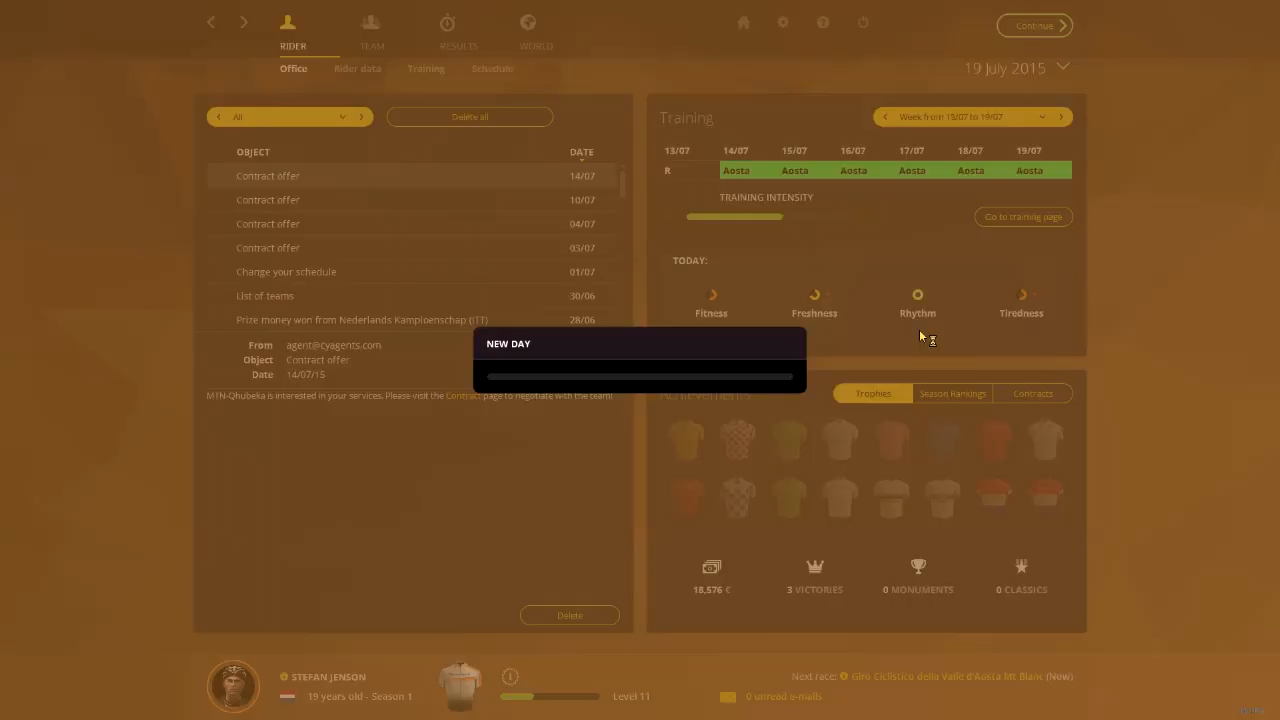 RIDER
TEAM
RESULTS
WORLD
Continue
Office
Rider data
Training
Schedule
19 July 2015
All
Delete all
OBJECT
DATE
Contract offer
14/07
Contract offer
10/07
Contract offer
04/07
Contract offer
03/07
Change your schedule
01/07
List of teams
30/06
Prize money won from Nederlands Kamploenschap (ITT)
28/06
From
agent@cyagents.com
Object
Contract offer
Date
14/07/15
MTN-Qhubeka is interested in your services. Please visit the Contract page to negotiate with the team!
Delete
Training
Week from 13/07 to 19/07
13/07
14/07
15/07
16/07
17/07
18/07
19/07
R
Aosta
Aosta
Aosta
Aosta
Aosta
Aosta
TRAINING INTENSITY
Go to training page
TODAY:
Fitness
Freshness
Rhythm
Tiredness
NEW DAY
Achievements
Trophies
Season Rankings
Contracts
18,576 €
3 VICTORIES
0 MONUMENTS
0 CLASSICS
STEFAN JENSON
19 years old - Season 1
Level 11
Next race: Giro Ciclistico della Valle d'Aosta Mt Blanc (Now)
0 unread e-mails